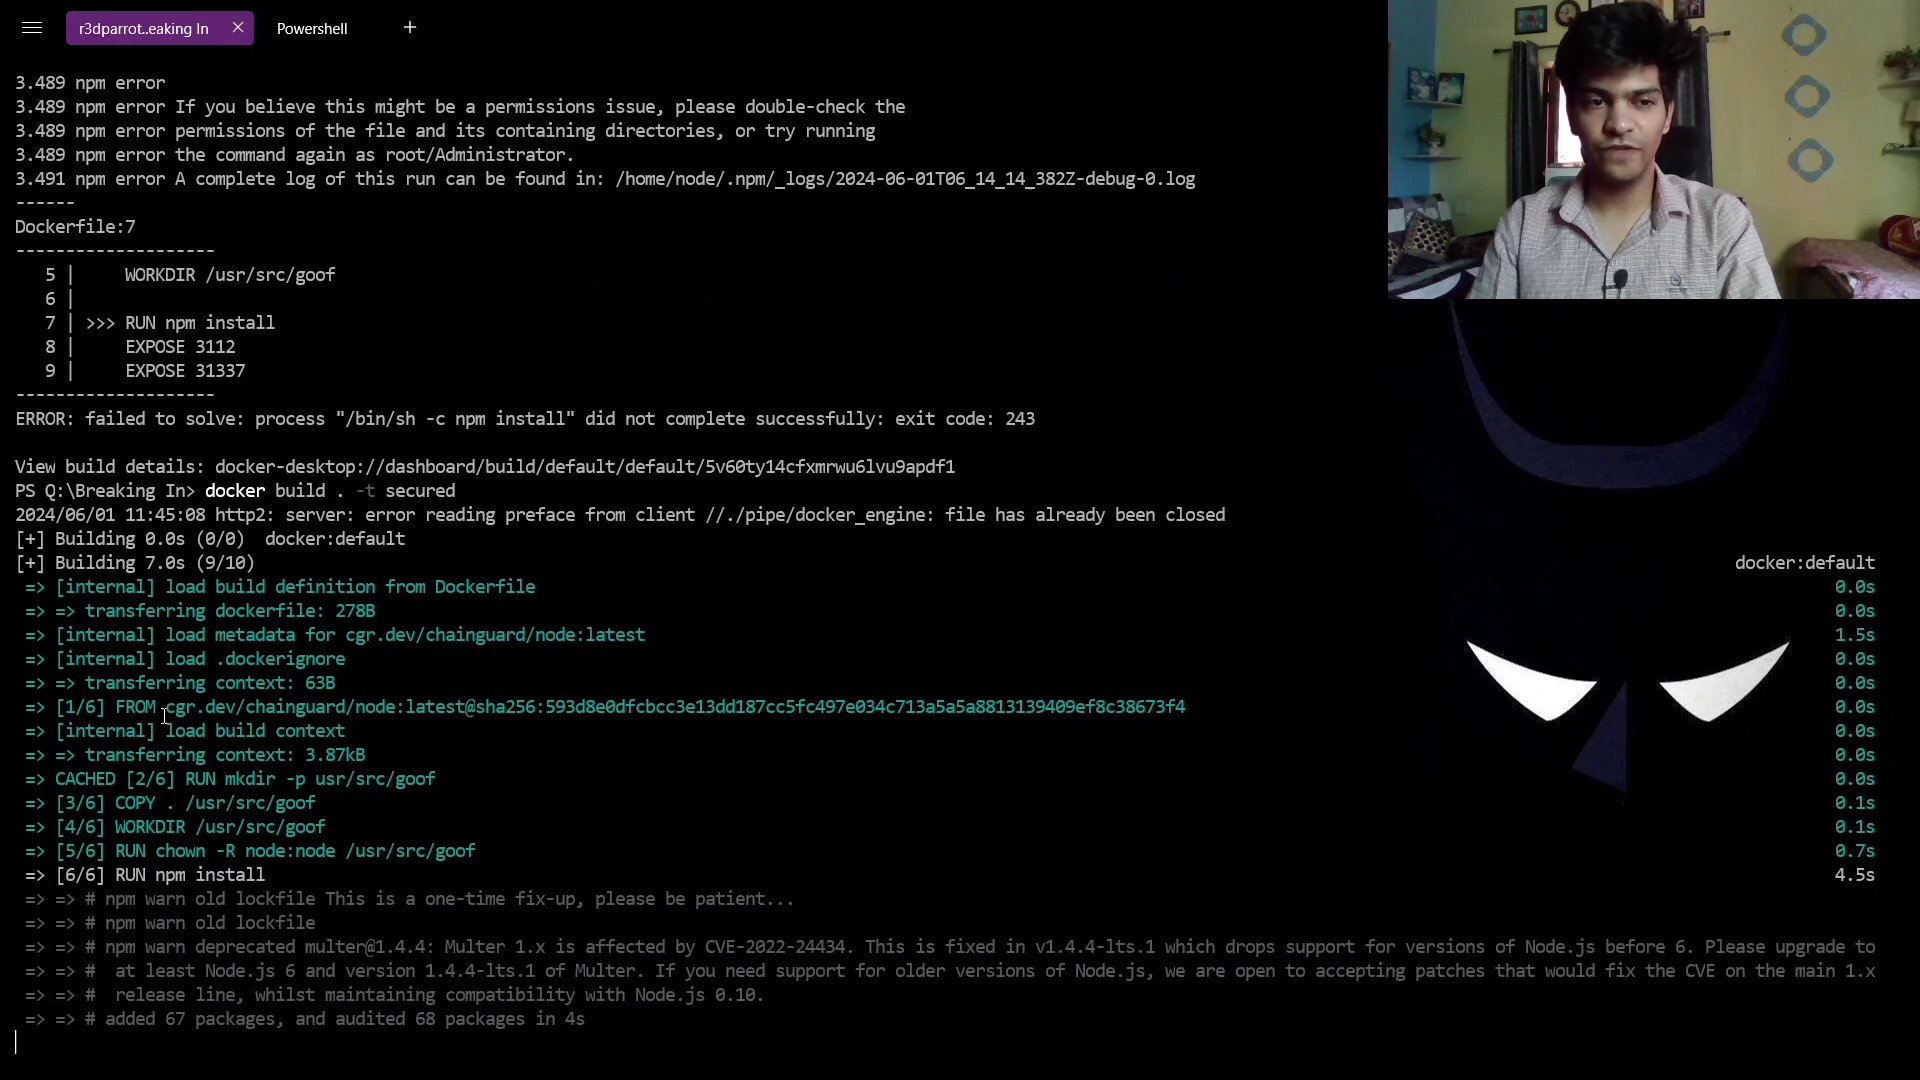 r3dparrot..eaking In
Powershell
3.489 npm error
3.489 npm error If you believe this might be a permissions issue, please double-check the
3.489 npm error permissions of the file and its containing directories, or try running
3.489 npm error the command again as root/Administrator.
3.491 npm error A complete log of this run can be found in: /home/node/.npm/_logs/2024-06-01T06_14_14_382Z-debug-0.log
------
Dockerfile:7
--------------------
5 | WORKDIR /usr/src/goof
6 |
7 | >>> RUN npm install
8 | EXPOSE 3112
9 | EXPOSE 31337
--------------------
ERROR: failed to solve: process "/bin/sh -c npm install" did not complete successfully: exit code: 243
View build details: docker-desktop://dashboard/build/default/default/5v60ty14cfxmrwu6lvu9apdf1
PS Q:\Breaking In> docker build . -t secured
2024/06/01 11:45:08 http2: server: error reading preface from client //./pipe/docker_engine: file has already been closed
[+] Building 0.0s (0/0) docker:default
[+] Building 7.0s (9/10) docker:default
=> [internal] load build definition from Dockerfile 0.0s
=> => transferring dockerfile: 278B 0.0s
=> [internal] load metadata for cgr.dev/chainguard/node:latest 1.5s
=> [internal] load .dockerignore 0.0s
=> => transferring context: 63B 0.0s
=> [1/6] FROM cgr.dev/chainguard/node:latest@sha256:593d8e0dfcbcc3e13dd187cc5fc497e034c713a5a5a8813139409ef8c38673f4 0.0s
=> [internal] load build context 0.0s
=> => transferring context: 3.87kB 0.0s
=> CACHED [2/6] RUN mkdir -p usr/src/goof 0.0s
=> [3/6] COPY . /usr/src/goof 0.1s
=> [4/6] WORKDIR /usr/src/goof 0.1s
=> [5/6] RUN chown -R node:node /usr/src/goof 0.7s
=> [6/6] RUN npm install 4.5s
=> => # npm warn old lockfile This is a one-time fix-up, please be patient...
=> => # npm warn old lockfile
=> => # npm warn deprecated multer@1.4.4: Multer 1.x is affected by CVE-2022-24434. This is fixed in v1.4.4-lts.1 which drops support for versions of Node.js before 6. Please upgrade to
=> => # at least Node.js 6 and version 1.4.4-lts.1 of Multer. If you need support for older versions of Node.js, we are open to accepting patches that would fix the CVE on the main 1.x
=> => # release line, whilst maintaining compatibility with Node.js 0.10.
=> => # added 67 packages, and audited 68 packages in 4s